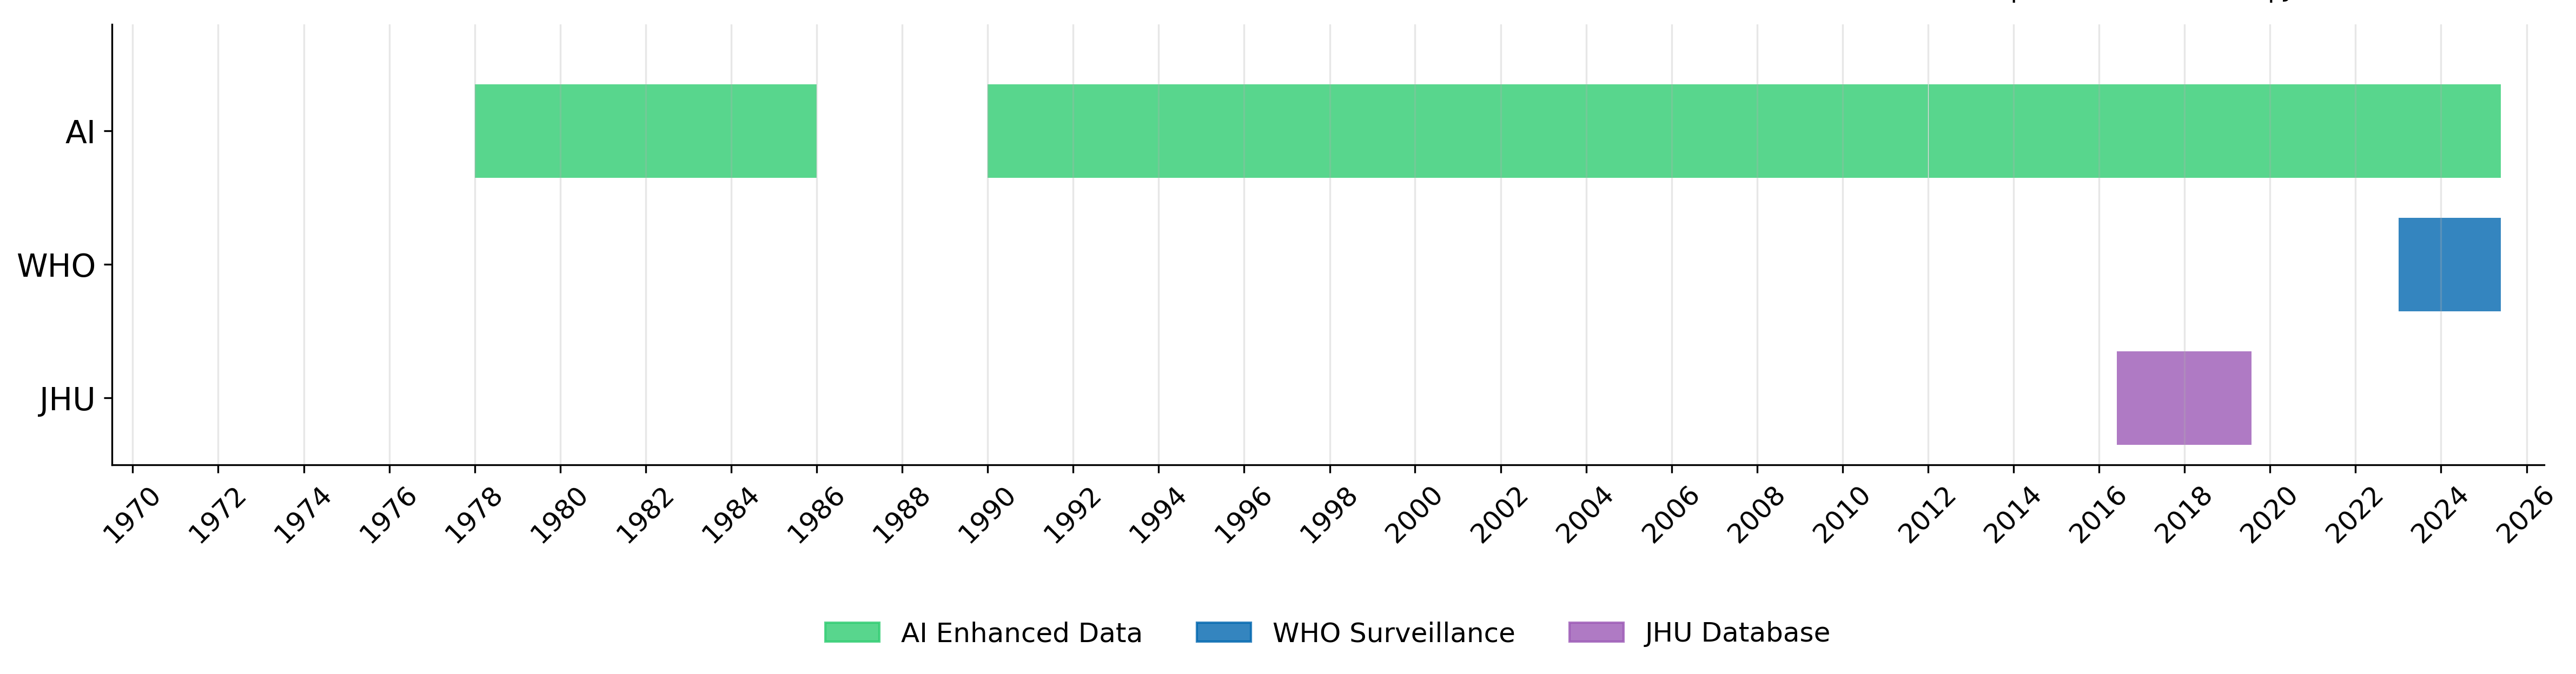 AI
WHO
JHU
1970 1972 1974 1976 1978 1980 1982 1984 1986 1988 1990 1992 1994 1996 1998 2000 2002 2004 2006 2008 2010 2012 2014 2016 2018 2020 2022 2024 2026
AI Enhanced Data WHO Surveillance JHU Database